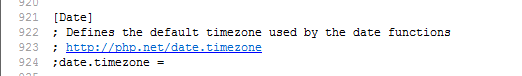 920
921 [Date]
922 ; Defines the default timezone used by the date functions
923 ; http://php.net/date.timezone
924 ;date.timezone =